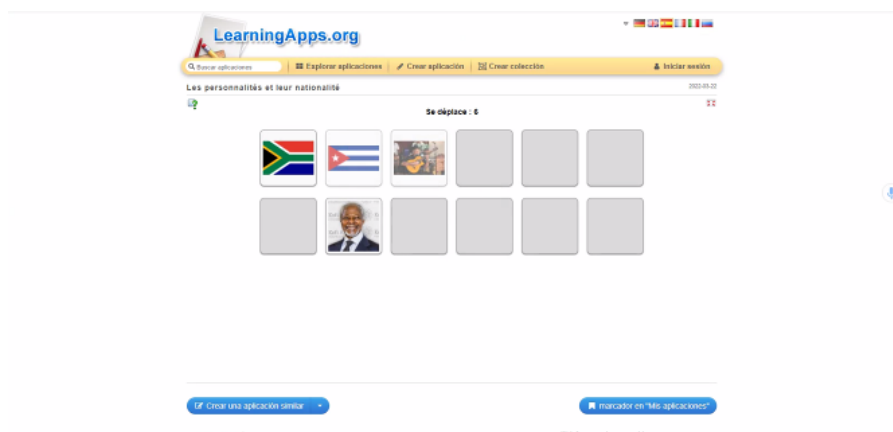 LearningApps.org
Buscar aplicaciones
Explorar aplicaciones
Crear aplicación
Crear colección
Iniciar sesión
Les personnalités et leur nationalité
2022-03-22
Se déplace : 6
Crear una aplicación similar
marcador en "Mis aplicaciones"